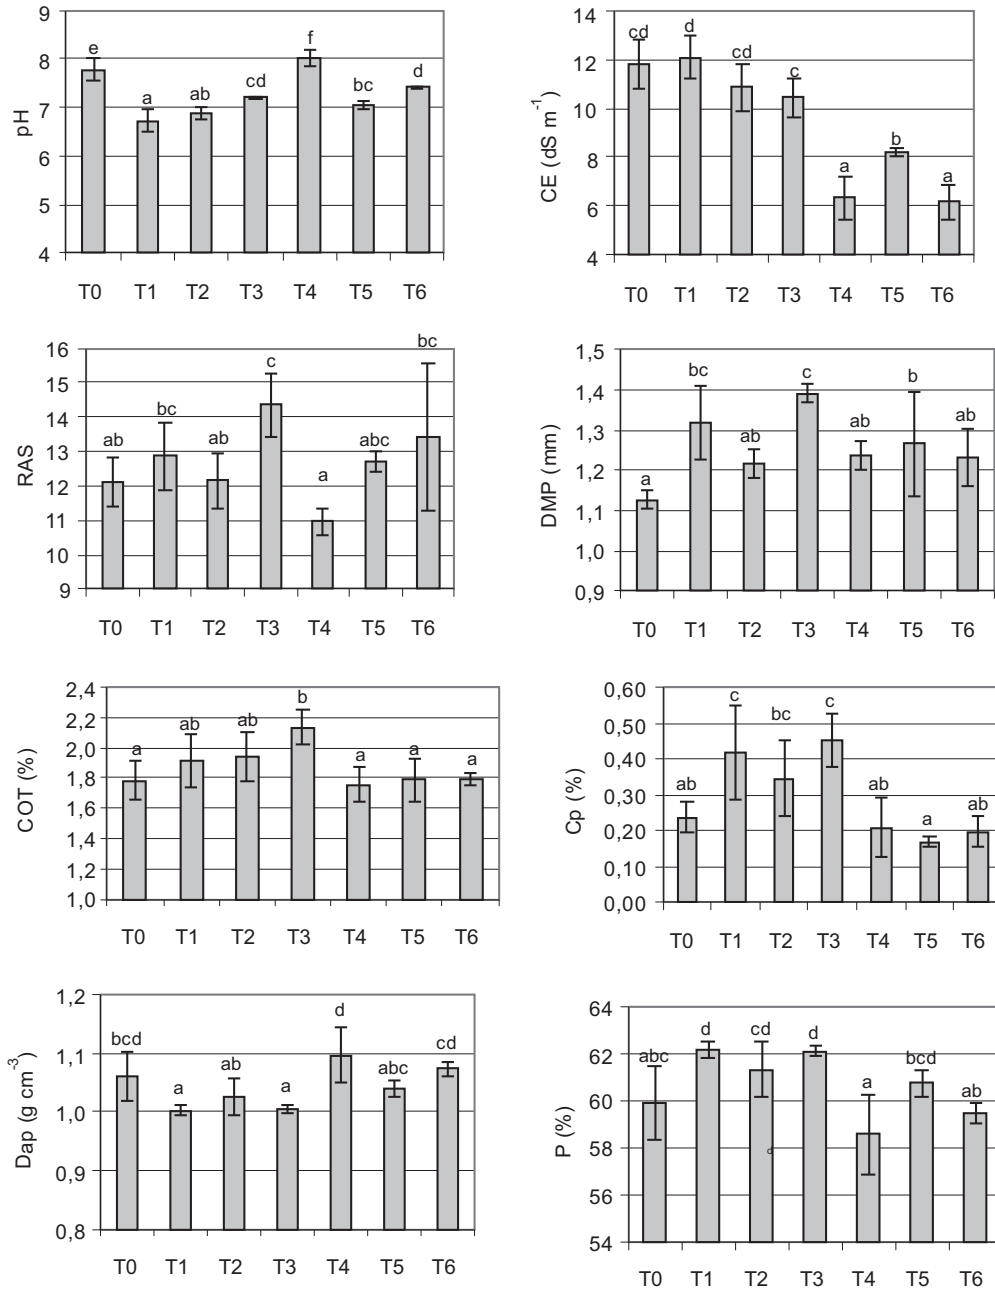 pH
9
8
7
6
5
4
e a ab cd f bc d
T0 T1 T2 T3 T4 T5 T6
CE (dS m⁻¹)
14
12
10
8
6
4
cd d cd c a b a
T0 T1 T2 T3 T4 T5 T6
RAS
16
15
14
13
12
11
10
9
ab bc ab c a abc bc
T0 T1 T2 T3 T4 T5 T6
DMP (mm)
1,5
1,4
1,3
1,2
1,1
1,0
0,9
a bc ab c ab b ab
T0 T1 T2 T3 T4 T5 T6
COT (%)
2,4
2,2
2,0
1,8
1,6
1,4
1,2
1,0
a ab ab b a a a
T0 T1 T2 T3 T4 T5 T6
Cp (%)
0,60
0,50
0,40
0,30
0,20
0,10
0,00
ab c bc c ab a ab
T0 T1 T2 T3 T4 T5 T6
Dap (g cm⁻³)
1,2
1,1
1,0
0,9
0,8
bcd a ab a d abc cd
T0 T1 T2 T3 T4 T5 T6
P (%)
64
62
60
58
56
54
abc d cd d a bcd ab
T0 T1 T2 T3 T4 T5 T6